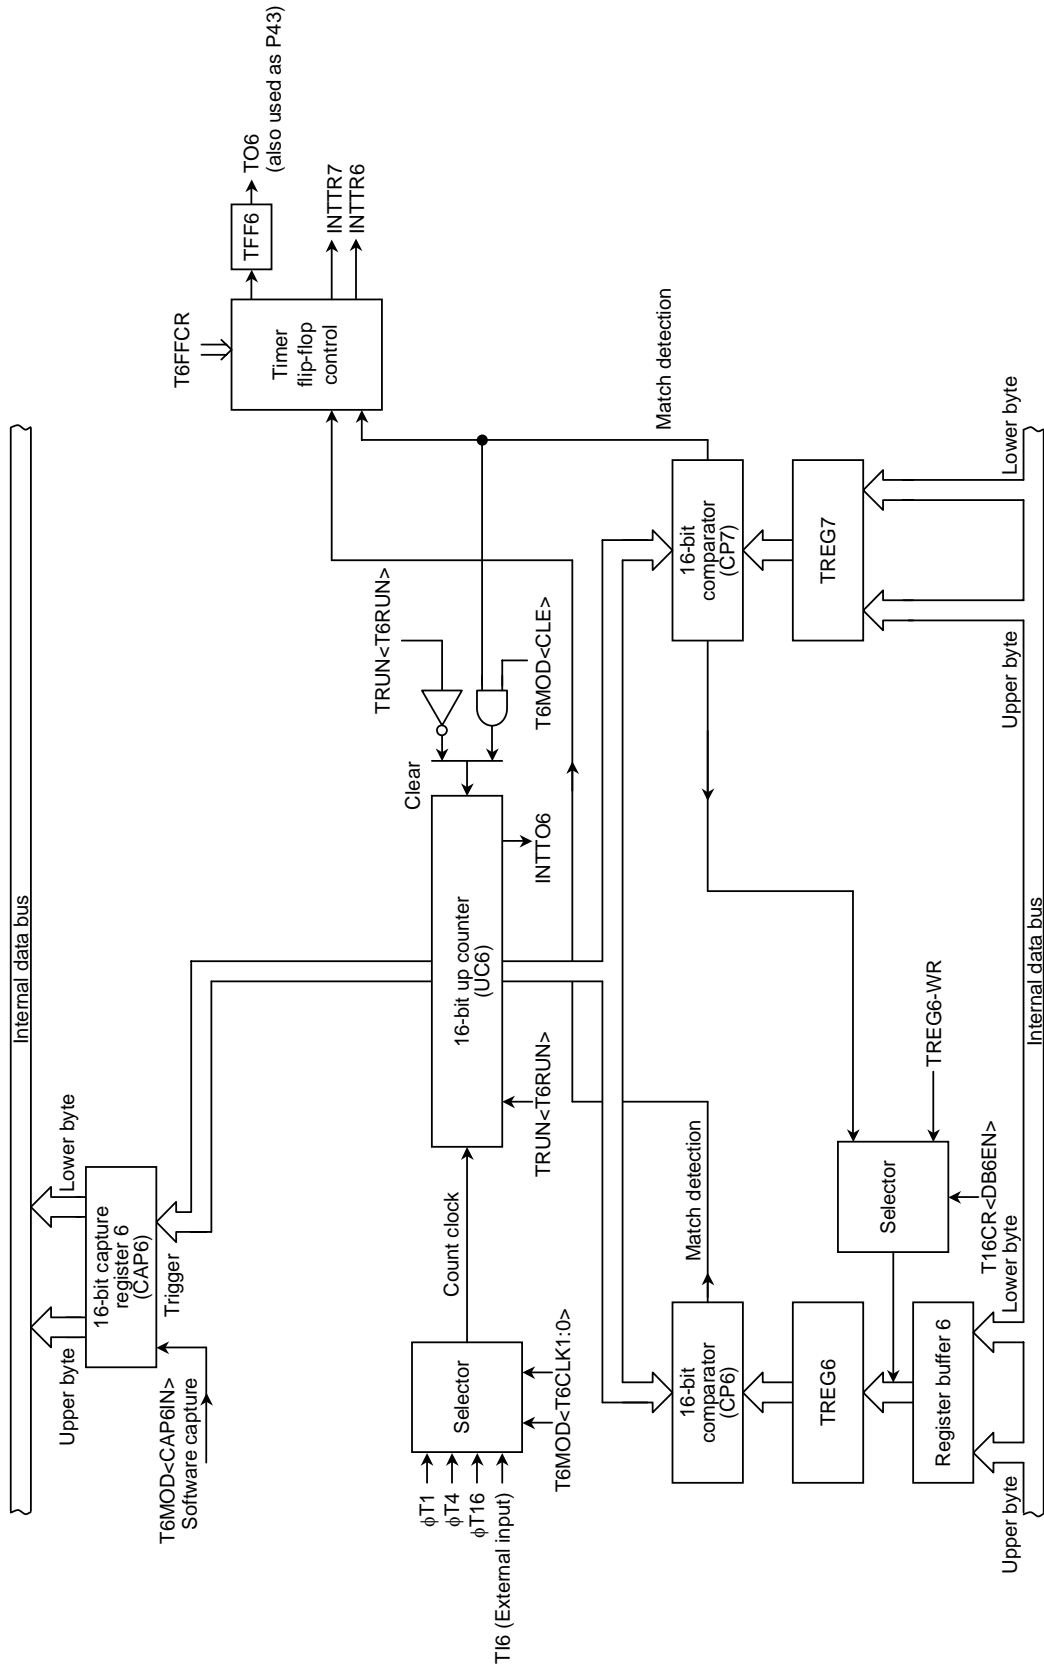 Internal data bus
Upper byte
Lower byte
16-bit capture
register 6
(CAP6)
Trigger
T6MOD<CAP6IN>
Software capture
φT1
φT4
φT16
TI6 (External input)
Selector
T6MOD<T6CLK1:0>
Count clock
16-bit up counter
(UC6)
TRUN<T6RUN>
INTTO6
Clear
TRUN<T6RUN>
T6MOD<CLE>
T6FFCR
Timer
flip-flop
control
TFF6
TO6
(also used as P43)
INTTR7
INTTR6
Match detection
16-bit
comparator
(CP6)
Match detection
16-bit
comparator
(CP7)
TREG6
TREG7
Selector
TREG6-WR
T16CR<DB6EN>
Register buffer 6
Upper byte
Lower byte
Upper byte
Lower byte
Internal data bus